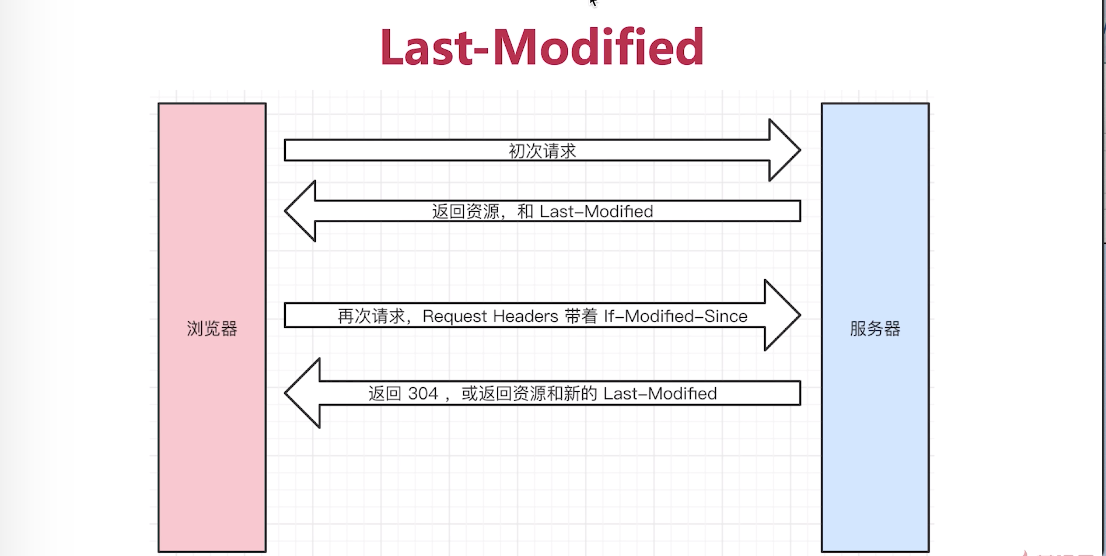 Last-Modified
初次请求
返回资源，和 Last-Modified
再次请求，Request Headers 带着 If-Modified-Since
浏览器
服务器
返回 304 ，或返回资源和新的 Last-Modified